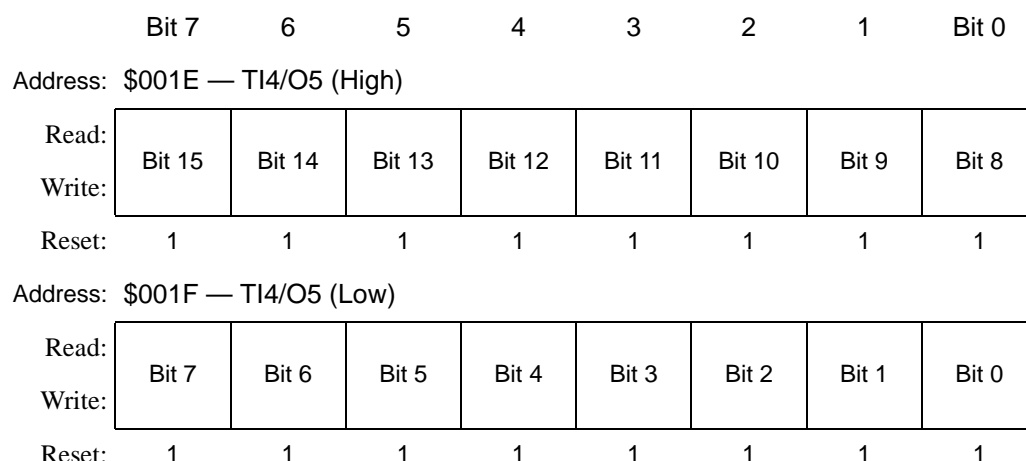 Bit 7 6 5 4 3 2 1 Bit 0
Address: $001E — TI4/O5 (High)
Read:
Bit 15 Bit 14 Bit 13 Bit 12 Bit 11 Bit 10 Bit 9 Bit 8
Write:
Reset: 1 1 1 1 1 1 1 1
Address: $001F — TI4/O5 (Low)
Read:
Bit 7 Bit 6 Bit 5 Bit 4 Bit 3 Bit 2 Bit 1 Bit 0
Write:
Reset: 1 1 1 1 1 1 1 1